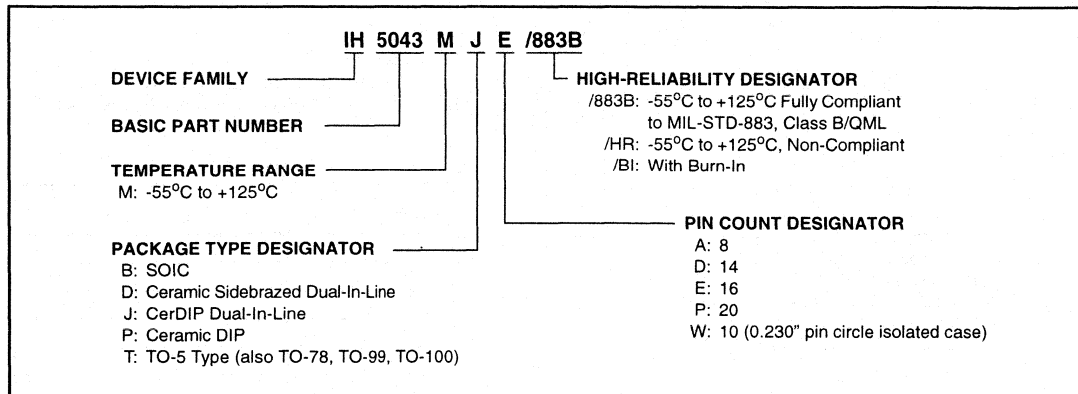 IH 5043 M J E /883B
DEVICE FAMILY
BASIC PART NUMBER
TEMPERATURE RANGE
M: -55°C to +125°C
PACKAGE TYPE DESIGNATOR
B: SOIC
D: Ceramic Sidebrazed Dual-In-Line
J: CerDIP Dual-In-Line
P: Ceramic DIP
T: TO-5 Type (also TO-78, TO-99, TO-100)
HIGH-RELIABILITY DESIGNATOR
/883B: -55°C to +125°C Fully Compliant
to MIL-STD-883, Class B/QML
/HR: -55°C to +125°C, Non-Compliant
/BI: With Burn-In
PIN COUNT DESIGNATOR
A: 8
D: 14
E: 16
P: 20
W: 10 (0.230" pin circle isolated case)